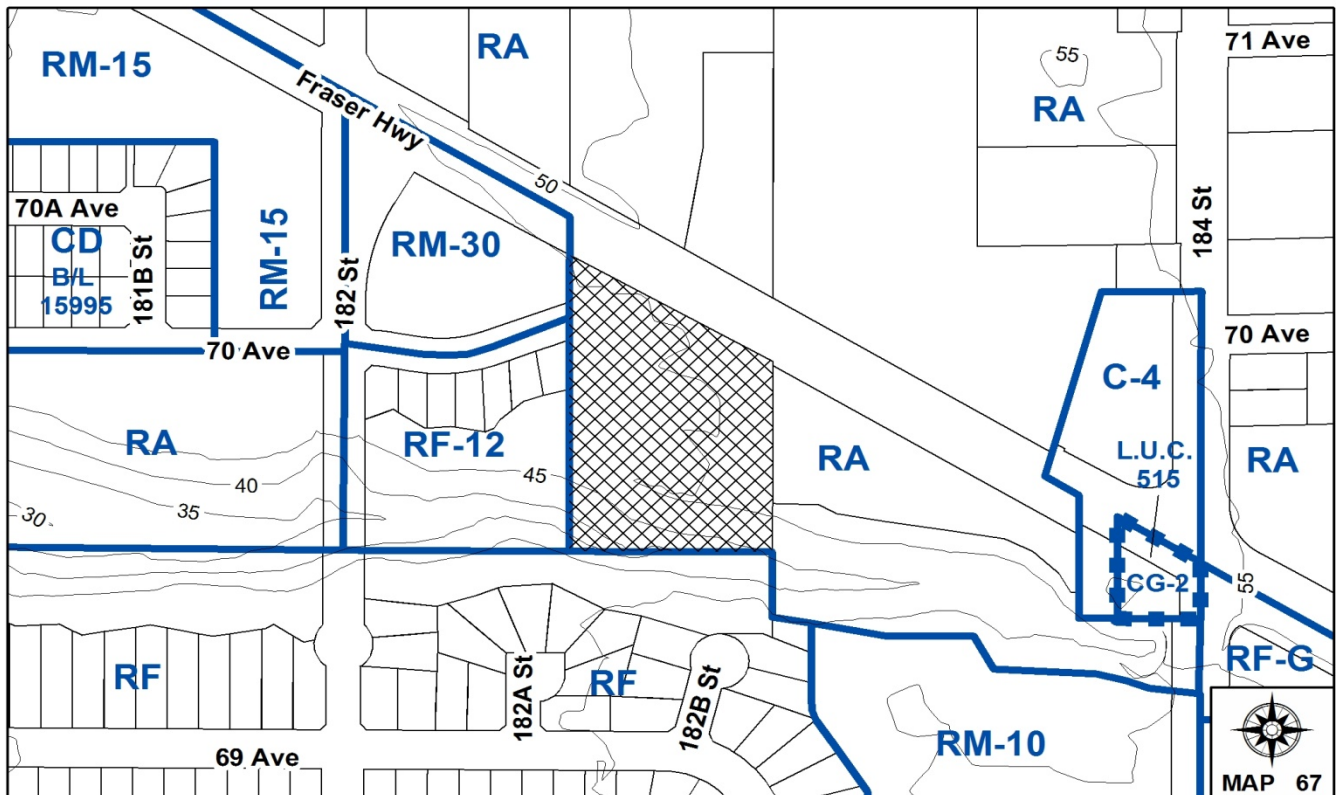 RM-15
RA
71 Ave
55
RA
Fraser Hwy
50
70A Ave
CD
B/L
15995
181B St
RM-15
182 St
RM-30
184 St
70 Ave
70 Ave
C-4
RA
RF-12
RA
L.U.C.
515
RA
45
40
35
30
CG-2
55
RF
182A St
RF
182B St
RF-G
69 Ave
RM-10
MAP 67